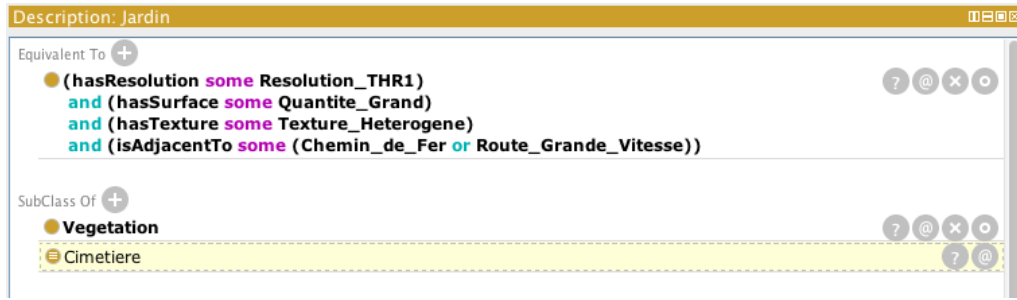 Description: Jardin
Equivalent To +
(hasResolution some Resolution_THR1)
and (hasSurface some Quantite_Grand)
and (hasTexture some Texture_Heterogene)
and (isAdjacentTo some (Chemin_de_Fer or Route_Grande_Vitesse))
? @ × o
SubClass Of +
Vegetation
? @ × o
Cimetiere
? @